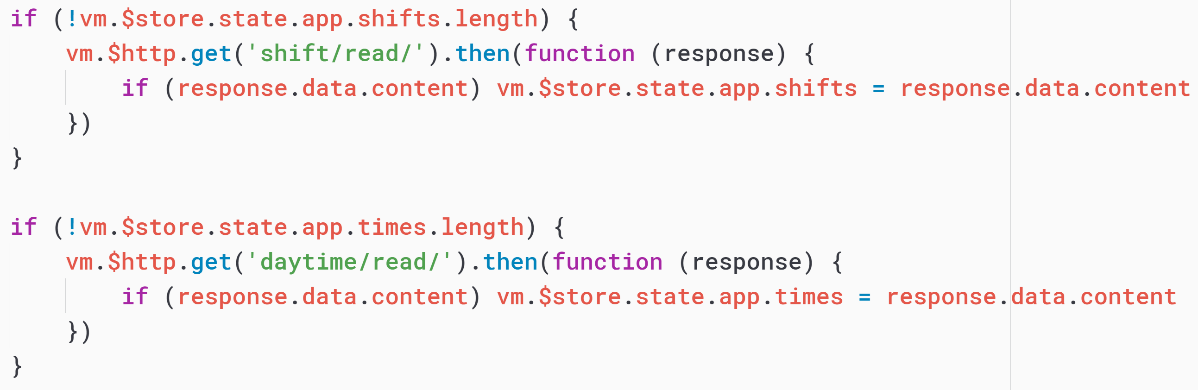 if (!vm.$store.state.app.shifts.length) {
    vm.$http.get('shift/read/').then(function (response) {
        if (response.data.content) vm.$store.state.app.shifts = response.data.content
    })
}

if (!vm.$store.state.app.times.length) {
    vm.$http.get('daytime/read/').then(function (response) {
        if (response.data.content) vm.$store.state.app.times = response.data.content
    })
}